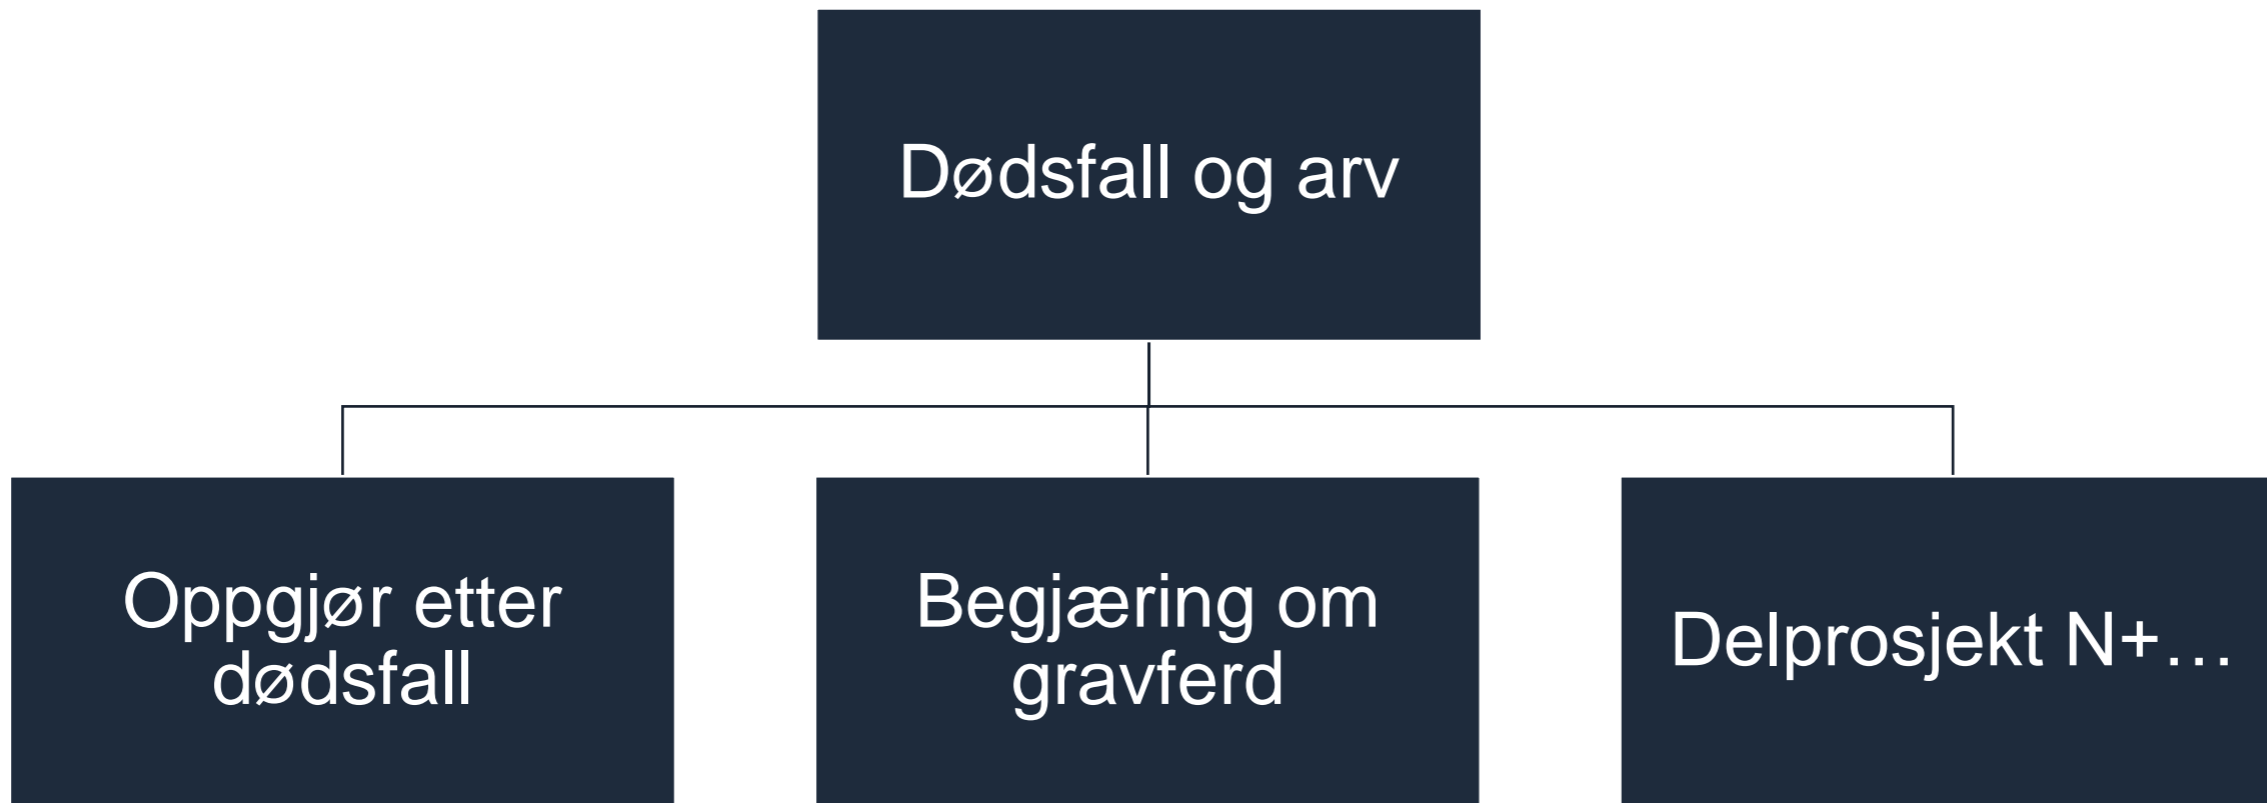 Dødsfall og arv
Oppgjør etter
dødsfall
Begjæring om
gravferd
Delprosjekt N+…